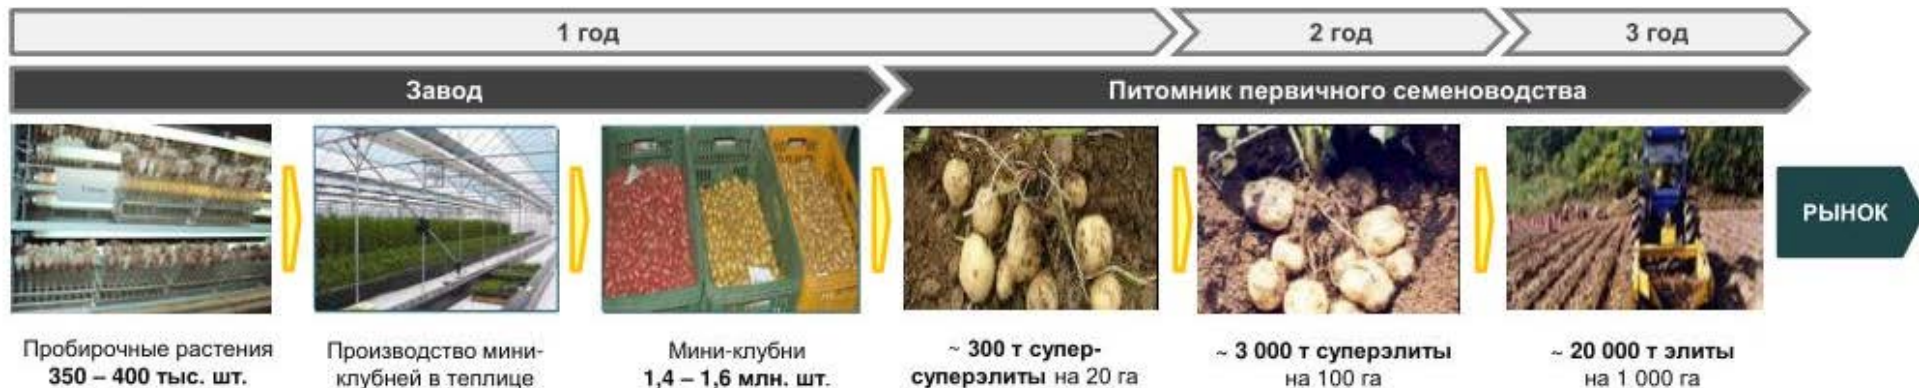 1 год
2 год
3 год
Завод
Питомник первичного семеноводства
РЫНОК
Пробирочные растения
350 – 400 тыс. шт.
Производство мини-
клубней в теплице
Мини-клубни
1,4 – 1,6 млн. шт.
~ 300 т супер-
суперэлиты на 20 га
~ 3 000 т суперэлиты
на 100 га
~ 20 000 т элиты
на 1 000 га